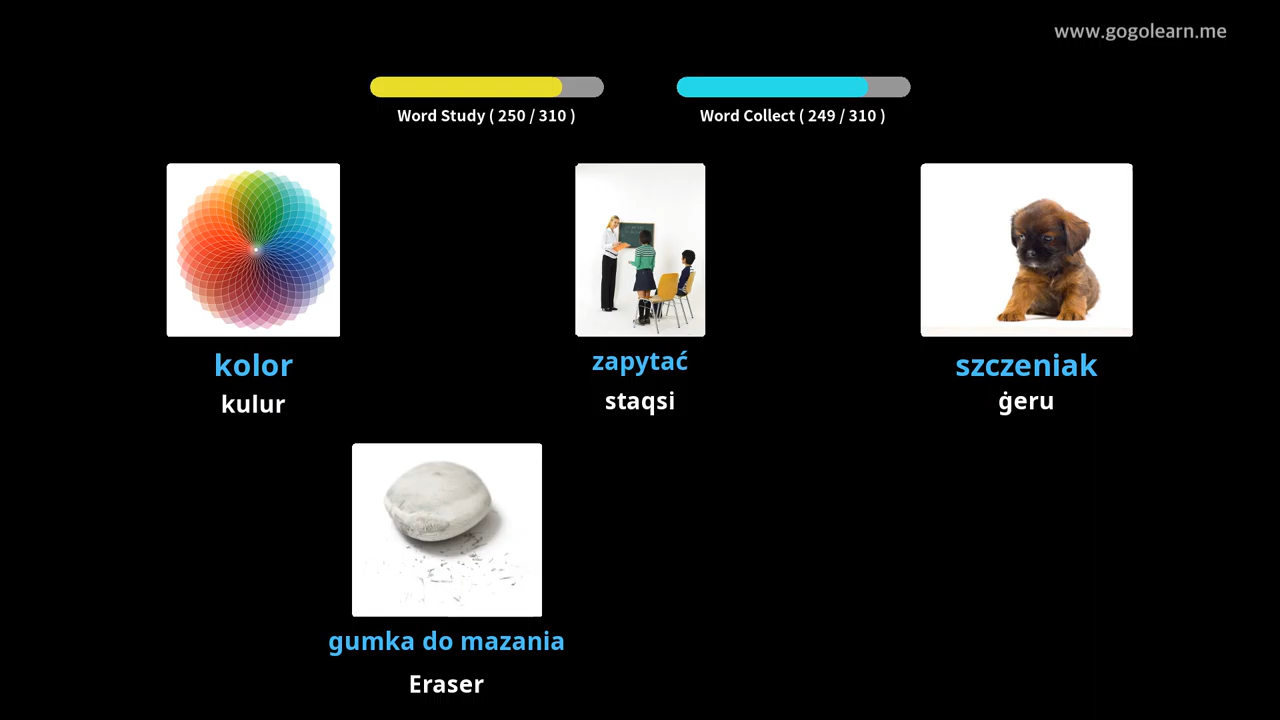 www.gogolearn.me
Word Study ( 250 / 310 )
Word Collect ( 249 / 310 )
kolor
zapytać
szczeniak
kulur
staqsi
ġeru
gumka do mazania
Eraser